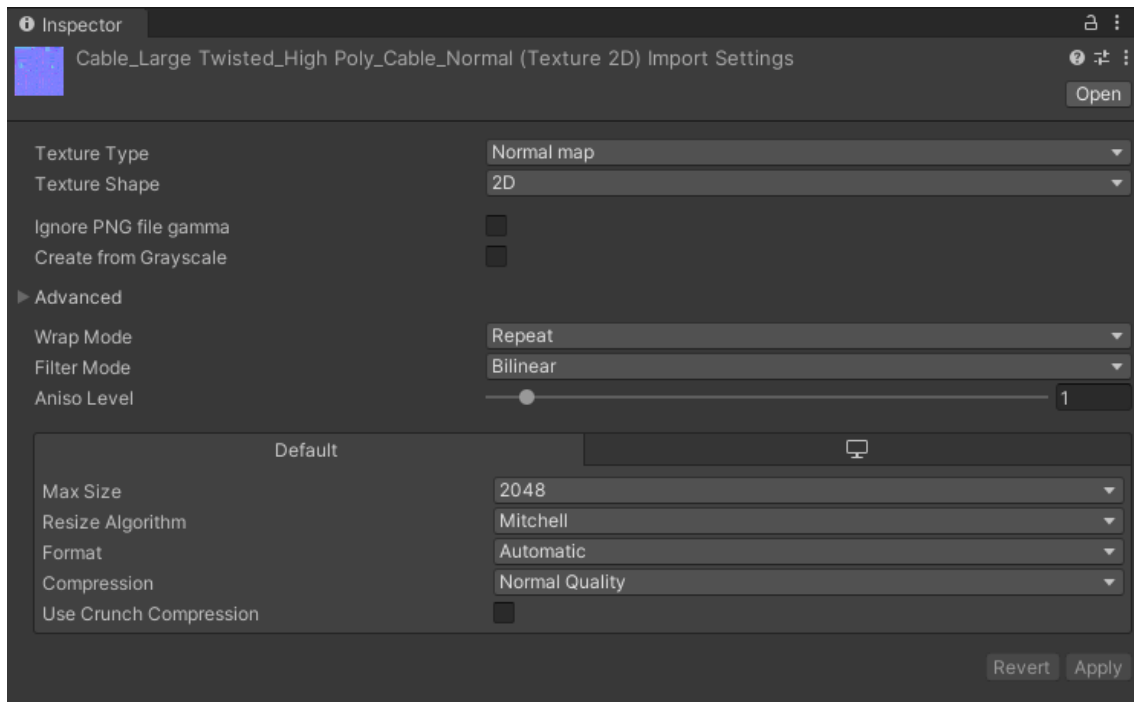 Inspector
Cable_Large Twisted_High Poly_Cable_Normal (Texture 2D) Import Settings
Open
Texture Type Normal map
Texture Shape 2D
Ignore PNG file gamma
Create from Grayscale
Advanced
Wrap Mode Repeat
Filter Mode Bilinear
Aniso Level 1
Default
Max Size 2048
Resize Algorithm Mitchell
Format Automatic
Compression Normal Quality
Use Crunch Compression
Revert Apply